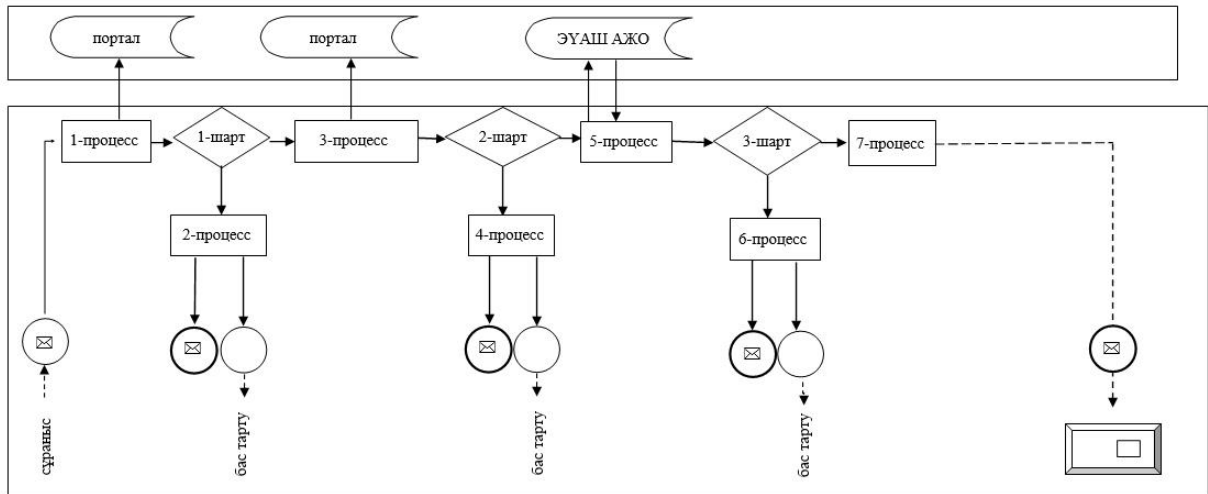 портал
портал
ЭҮАШ АЖО
1-процесс
1-шарт
3-процесс
2-шарт
5-процесс
3-шарт
7-процесс
2-процесс
4-процесс
6-процесс
сұраныс
бас тарту
бас тарту
бас тарту